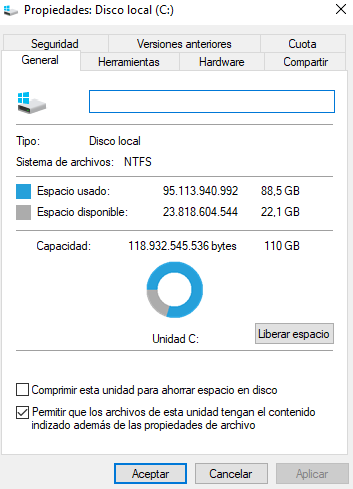 Propiedades: Disco local (C:)
Seguridad Versiones anteriores Cuota
General Herramientas Hardware Compartir
Tipo: Disco local
Sistema de archivos: NTFS
Espacio usado: 95.113.940.992 88,5 GB
Espacio disponible: 23.818.604.544 22,1 GB
Capacidad: 118.932.545.536 bytes 110 GB
Unidad C:
Liberar espacio
Comprimir esta unidad para ahorrar espacio en disco
Permitir que los archivos de esta unidad tengan el contenido
indizado además de las propiedades de archivo
Aceptar Cancelar Aplicar